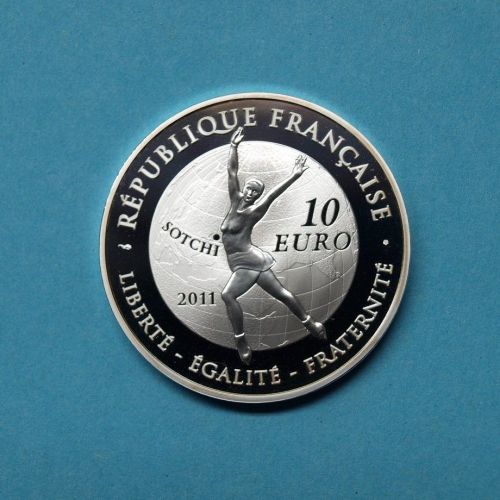 RÉPUBLIQUE FRANÇAISE
10
EURO
SOTCHI
2011
LIBERTÉ - ÉGALITÉ - FRATERNITÉ